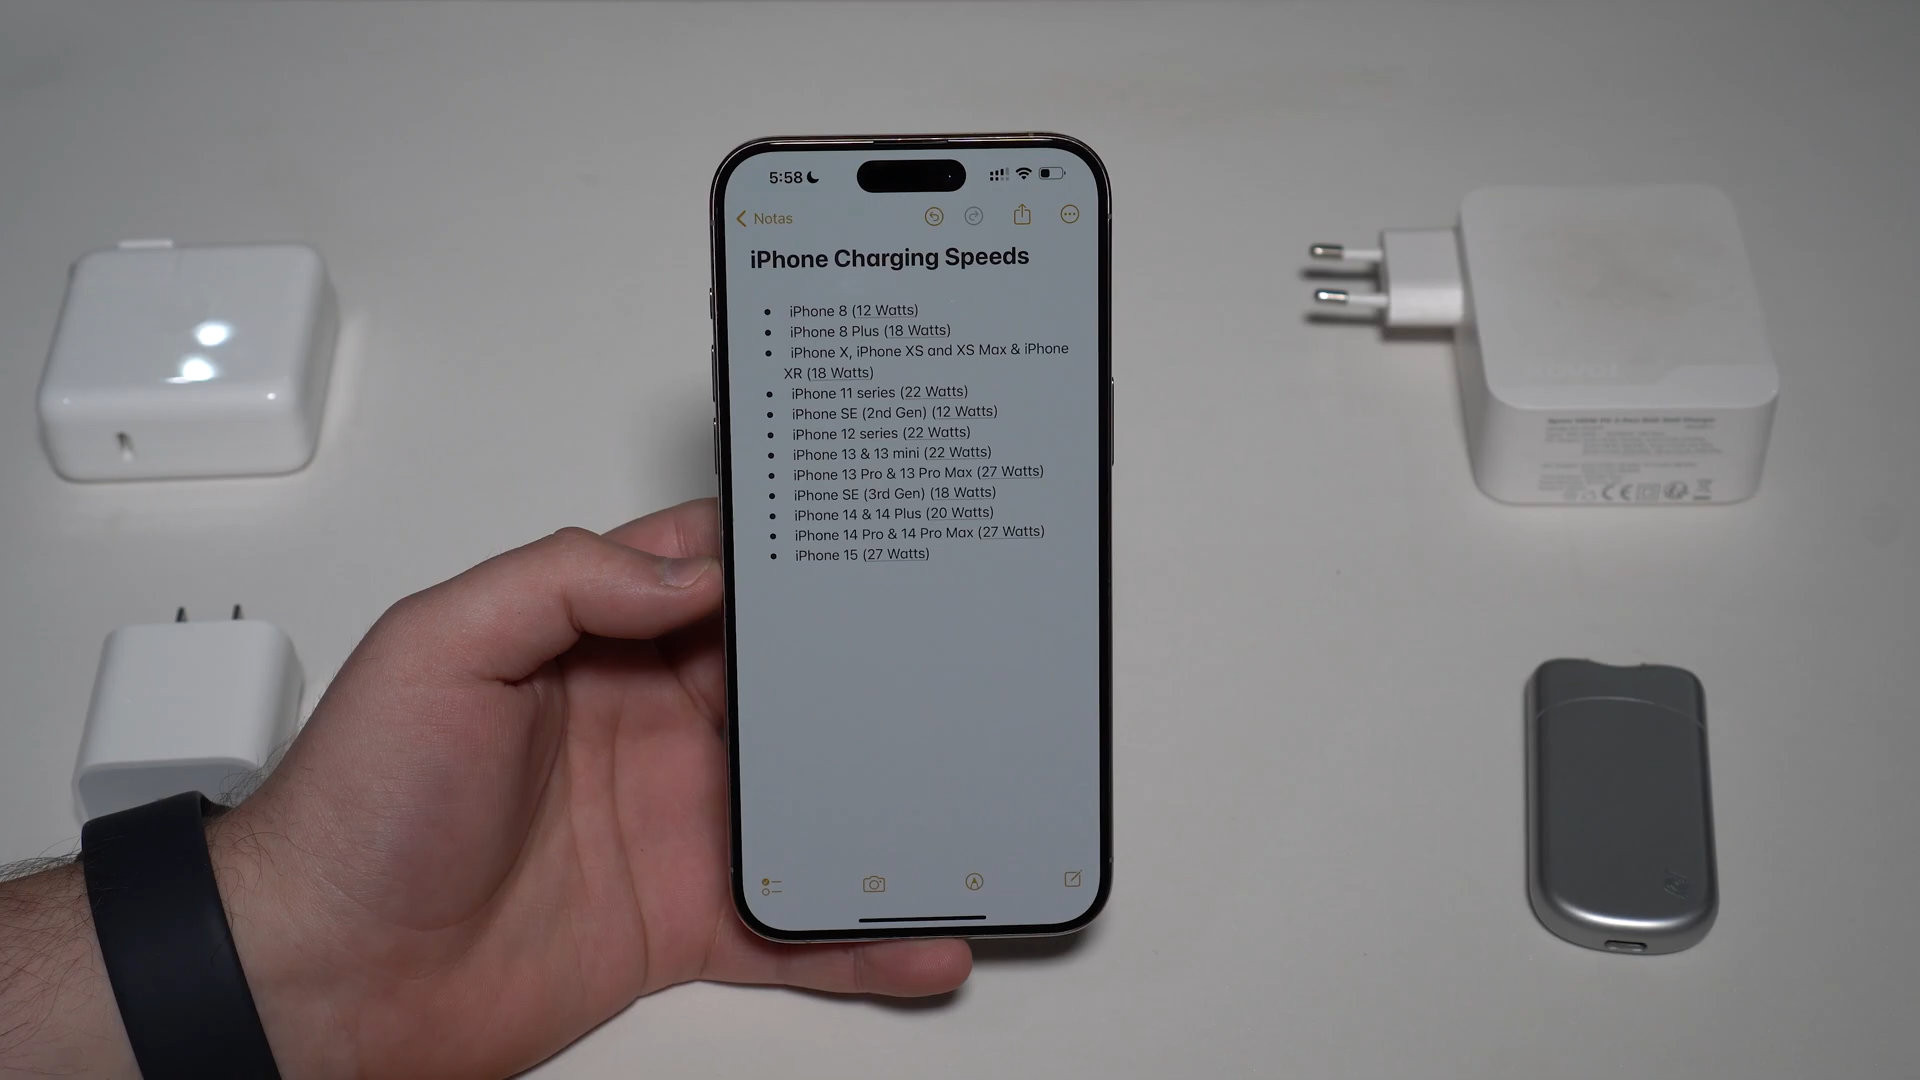 5:58
Notas
iPhone Charging Speeds
• iPhone 8 (12 Watts)
• iPhone 8 Plus (18 Watts)
• iPhone X, iPhone XS and XS Max & iPhone
XR (18 Watts)
• iPhone 11 series (22 Watts)
• iPhone SE (2nd Gen) (12 Watts)
• iPhone 12 series (22 Watts)
• iPhone 13 & 13 mini (22 Watts)
• iPhone 13 Pro & 13 Pro Max (27 Watts)
• iPhone SE (3rd Gen) (18 Watts)
• iPhone 14 & 14 Plus (20 Watts)
• iPhone 14 Pro & 14 Pro Max (27 Watts)
• iPhone 15 (27 Watts)
CE